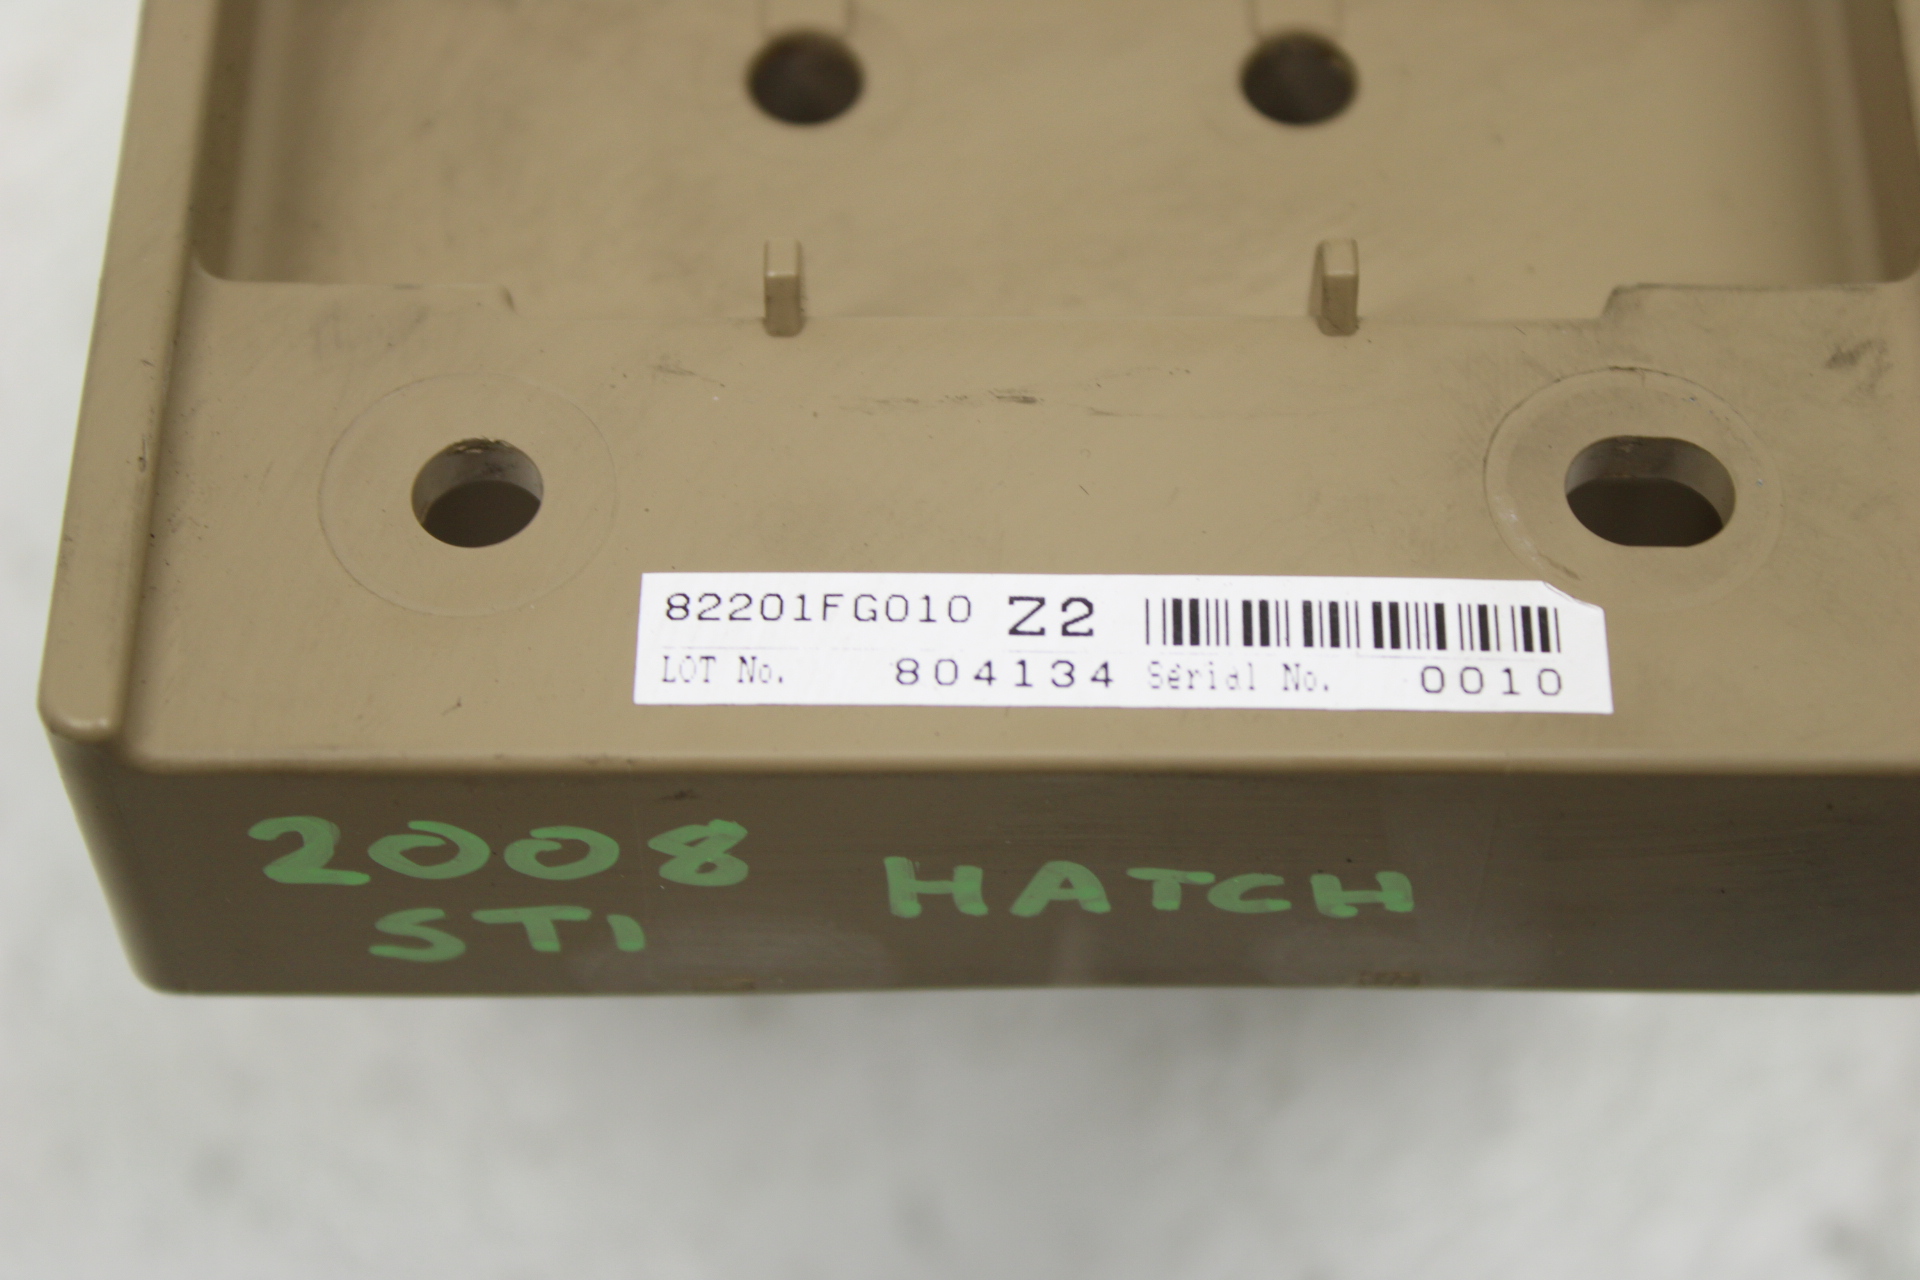 82201FG010 Z2
LOT No. 804134 Serial No. 0010
2008 HATCH
STI